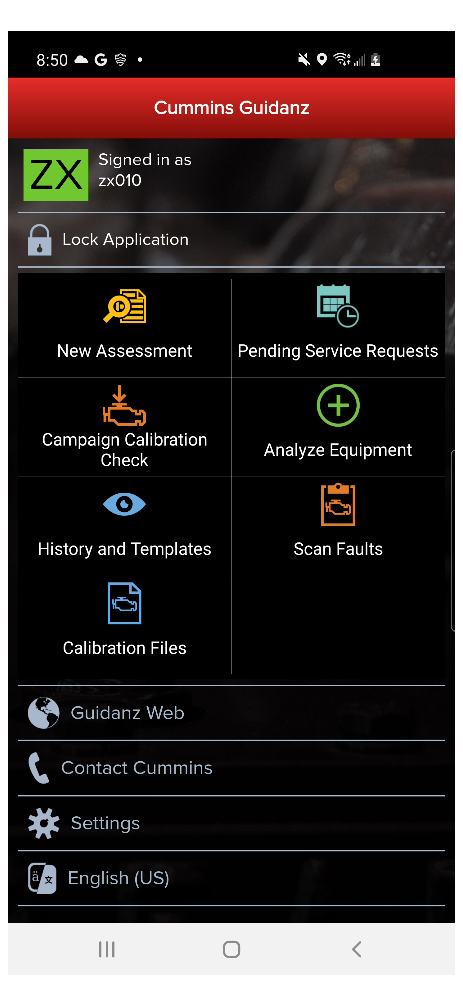 8:50
Cummins Guidanz
ZX
Signed in as
zx010
Lock Application
New Assessment
Pending Service Requests
Campaign Calibration
Check
Analyze Equipment
History and Templates
Scan Faults
Calibration Files
Guidanz Web
Contact Cummins
Settings
ä 文
English (US)